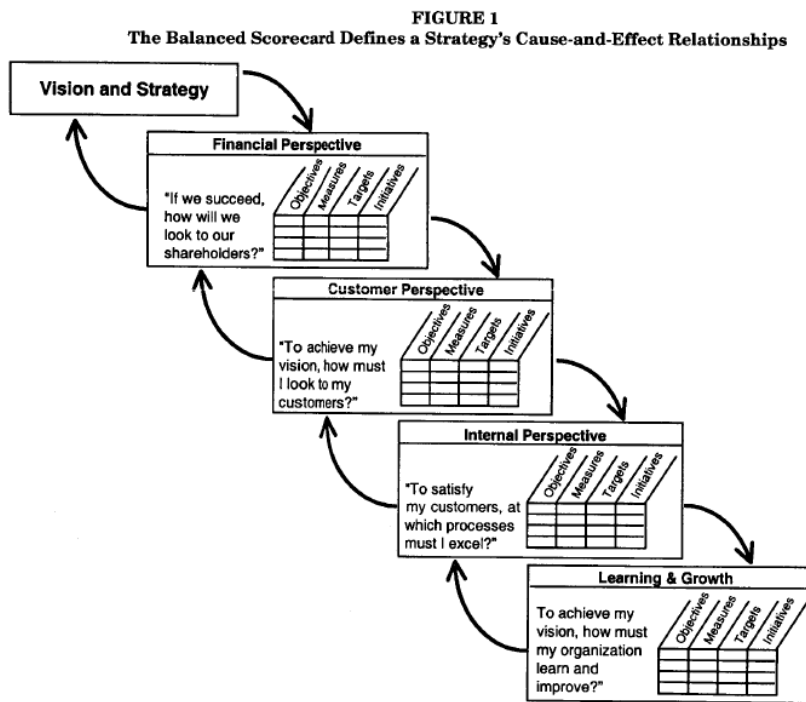 FIGURE 1
The Balanced Scorecard Defines a Strategy's Cause-and-Effect Relationships
Vision and Strategy
Financial Perspective
"If we succeed,
how will we
look to our
shareholders?"
Objectives
Measures
Targets
Initiatives
Customer Perspective
"To achieve my
vision, how must
I look to my
customers?"
Objectives
Measures
Targets
Initiatives
Internal Perspective
"To satisfy
my customers, at
which processes
must I excel?"
Objectives
Measures
Targets
Initiatives
Learning & Growth
To achieve my
vision, how must
my organization
learn and
improve?"
Objectives
Measures
Targets
Initiatives